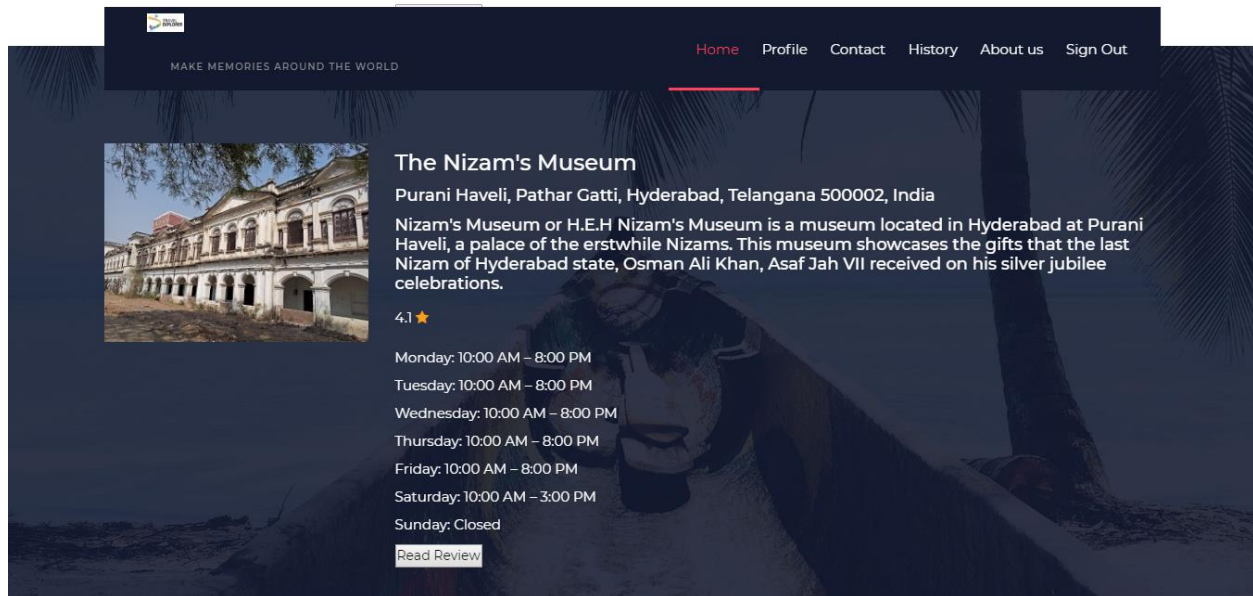 TRAVEL
EXPLORER
MAKE MEMORIES AROUND THE WORLD
Home Profile Contact History About us Sign Out
The Nizam's Museum
Purani Haveli, Pathar Gatti, Hyderabad, Telangana 500002, India
Nizam's Museum or H.E.H Nizam's Museum is a museum located in Hyderabad at Purani
Haveli, a palace of the erstwhile Nizams. This museum showcases the gifts that the last
Nizam of Hyderabad state, Osman Ali Khan, Asaf Jah VII received on his silver jubilee
celebrations.
4.1
Monday: 10:00 AM – 8:00 PM
Tuesday: 10:00 AM – 8:00 PM
Wednesday: 10:00 AM – 8:00 PM
Thursday: 10:00 AM – 8:00 PM
Friday: 10:00 AM – 8:00 PM
Saturday: 10:00 AM – 3:00 PM
Sunday: Closed
Read Review